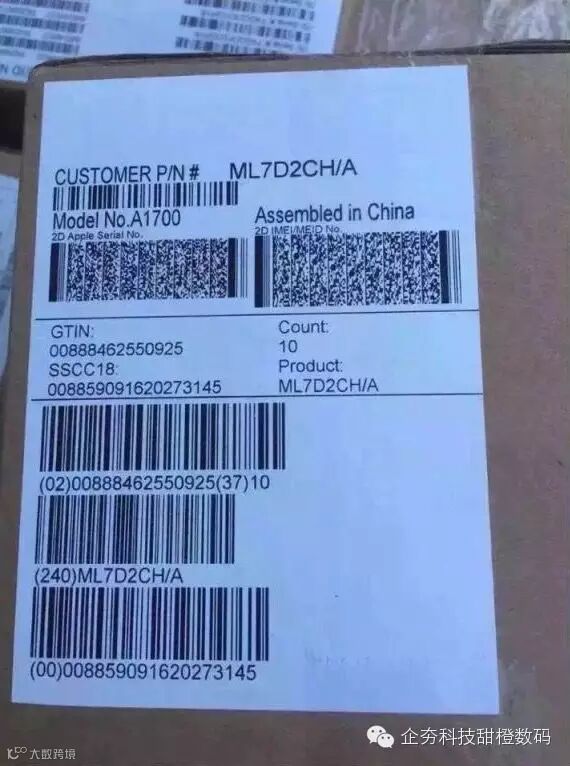 CUSTOMER P/N # ML7D2CH/A
Model No.A1700
Assembled in China
2D Apple Serial No.
2D IMEI/MEID No.
GTIN:
00888462550925
Count:
10
SSCC18:
008859091620273145
Product:
ML7D2CH/A
(02)00888462550925(37)10
(240)ML7D2CH/A
(00)008859091620273145
企夯科技甜橙数码
大数跨境